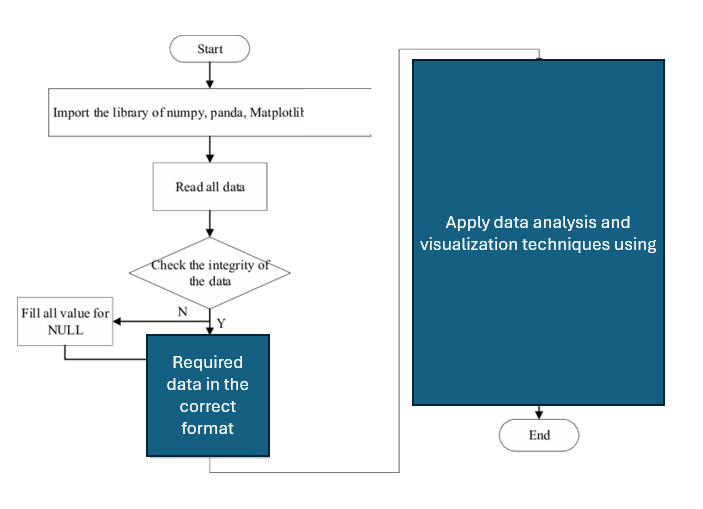 Start
Import the library of numpy, panda, Matplotlib
Read all data
Check the integrity of
the data
N
Y
Fill all value for
NULL
Required
data in the
correct
format
Apply data analysis and
visualization techniques using
End